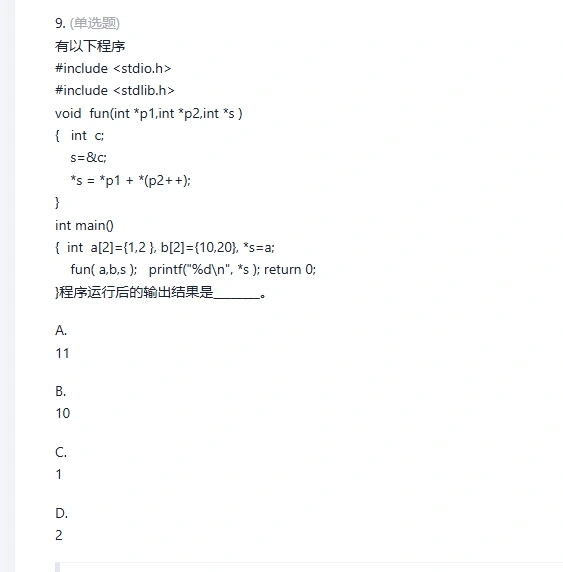 9. (单选题)
有以下程序
#include <stdio.h>
#include <stdlib.h>
void  fun(int *p1,int *p2,int *s )
{   int  c;
s=&c;
*s = *p1 + *(p2++);
}
int main()
{  int  a[2]={1,2 }, b[2]={10,20}, *s=a;
fun( a,b,s );   printf("%d\n", *s ); return 0;
}程序运行后的输出结果是________。
A.
11
B.
10
C.
1
D.
2